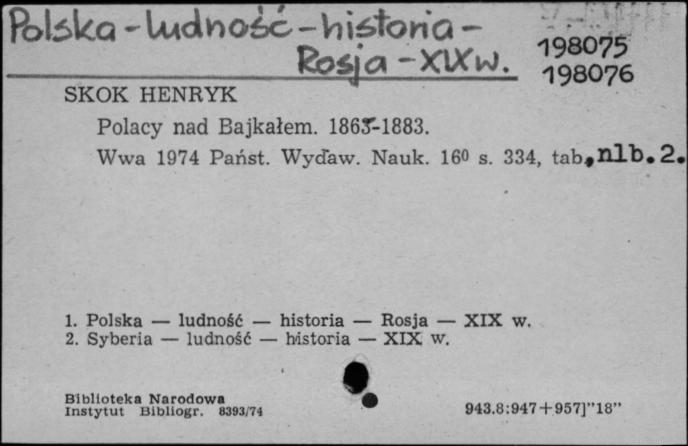 Polska - ludność - historia -
Rosja - XIX w.
198075
198076
SKOK HENRYK
Polacy nad Bajkałem. 1863-1883.
Wwa 1974 Państ. Wydaw. Nauk. 16⁰ s. 334, tab., nlb. 2.
1. Polska — ludność — historia — Rosja — XIX w.
2. Syberia — ludność — historia — XIX w.
Biblioteka Narodowa
Instytut Bibliogr. 8393/74
943.8:947+957]"18"